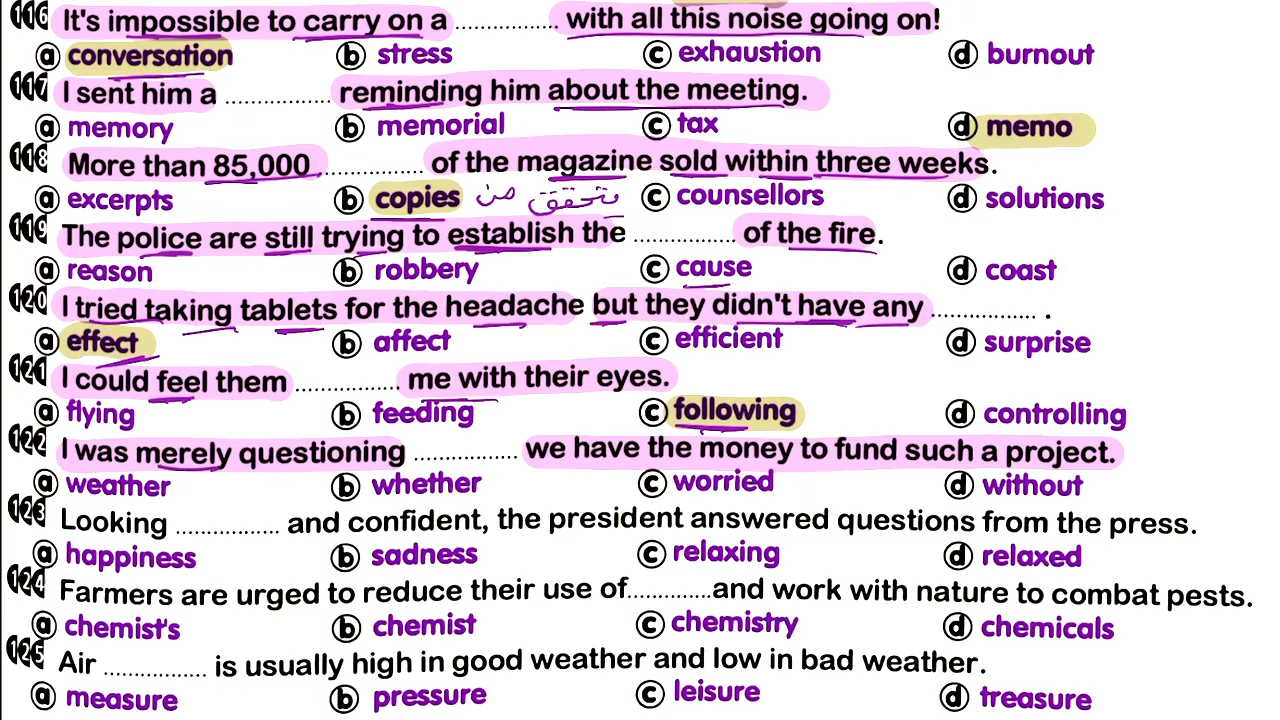 116 It's impossible to carry on a ................ with all this noise going on!
a conversation b stress c exhaustion d burnout
117 I sent him a ................ reminding him about the meeting.
a memory b memorial c tax d memo
118 More than 85,000 ................ of the magazine sold within three weeks.
a excerpts b copies c counsellors d solutions
119 The police are still trying to establish the ................ of the fire.
a reason b robbery c cause d coast
120 I tried taking tablets for the headache but they didn't have any ................ .
a effect b affect c efficient d surprise
121 I could feel them ................ me with their eyes.
a flying b feeding c following d controlling
122 I was merely questioning ................ we have the money to fund such a project.
a weather b whether c worried d without
123 Looking ................ and confident, the president answered questions from the press.
a happiness b sadness c relaxing d relaxed
124 Farmers are urged to reduce their use of.............and work with nature to combat pests.
a chemist's b chemist c chemistry d chemicals
125 Air ................ is usually high in good weather and low in bad weather.
a measure b pressure c leisure d treasure